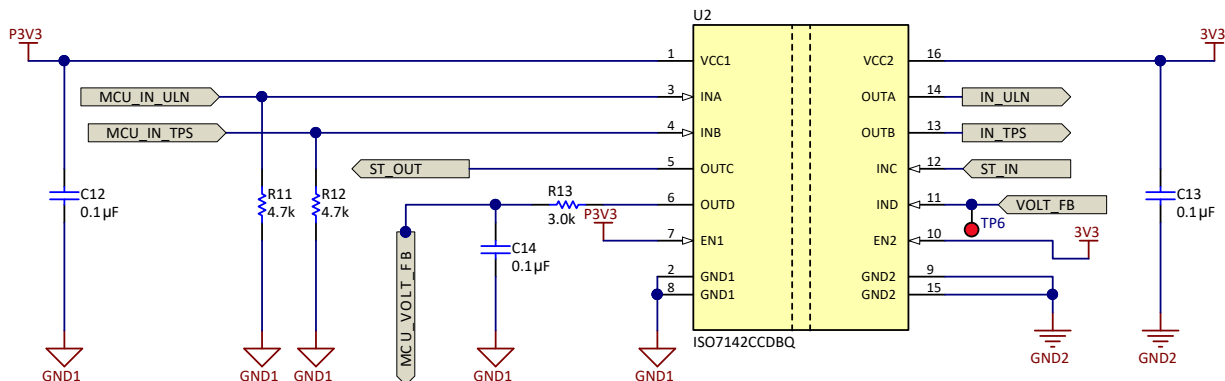 U2
P3V3
3V3
1
VCC1
VCC2
16
MCU_IN_ULN
3
INA
OUTA
14
IN_ULN
MCU_IN_TPS
4
INB
OUTB
13
IN_TPS
ST_OUT
5
OUTC
INC
12
ST_IN
C12
0.1µF
R11
4.7k
R12
4.7k
R13
3.0k
6
OUTD
IND
11
VOLT_FB
TP6
C13
0.1µF
P3V3
7
EN1
EN2
10
3V3
C14
0.1µF
MCU_VOLT_FB
2
GND1
GND2
9
8
GND1
GND2
15
ISO7142CCDBQ
GND1
GND1
GND1
GND1
GND1
GND2
GND2